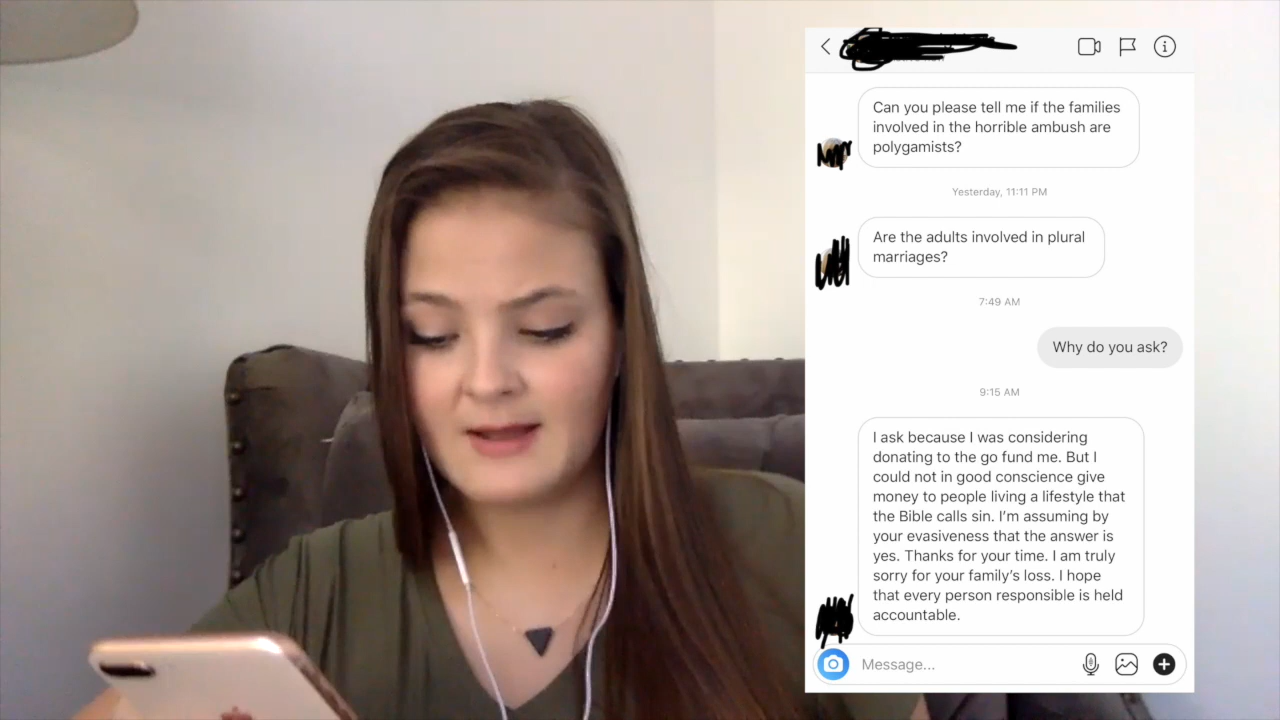 Can you please tell me if the families
involved in the horrible ambush are
polygamists?
Yesterday, 11:11 PM
Are the adults involved in plural
marriages?
7:49 AM
Why do you ask?
9:15 AM
I ask because I was considering
donating to the go fund me. But I
could not in good conscience give
money to people living a lifestyle that
the Bible calls sin. I'm assuming by
your evasiveness that the answer is
yes. Thanks for your time. I am truly
sorry for your family's loss. I hope
that every person responsible is held
accountable.
Message...